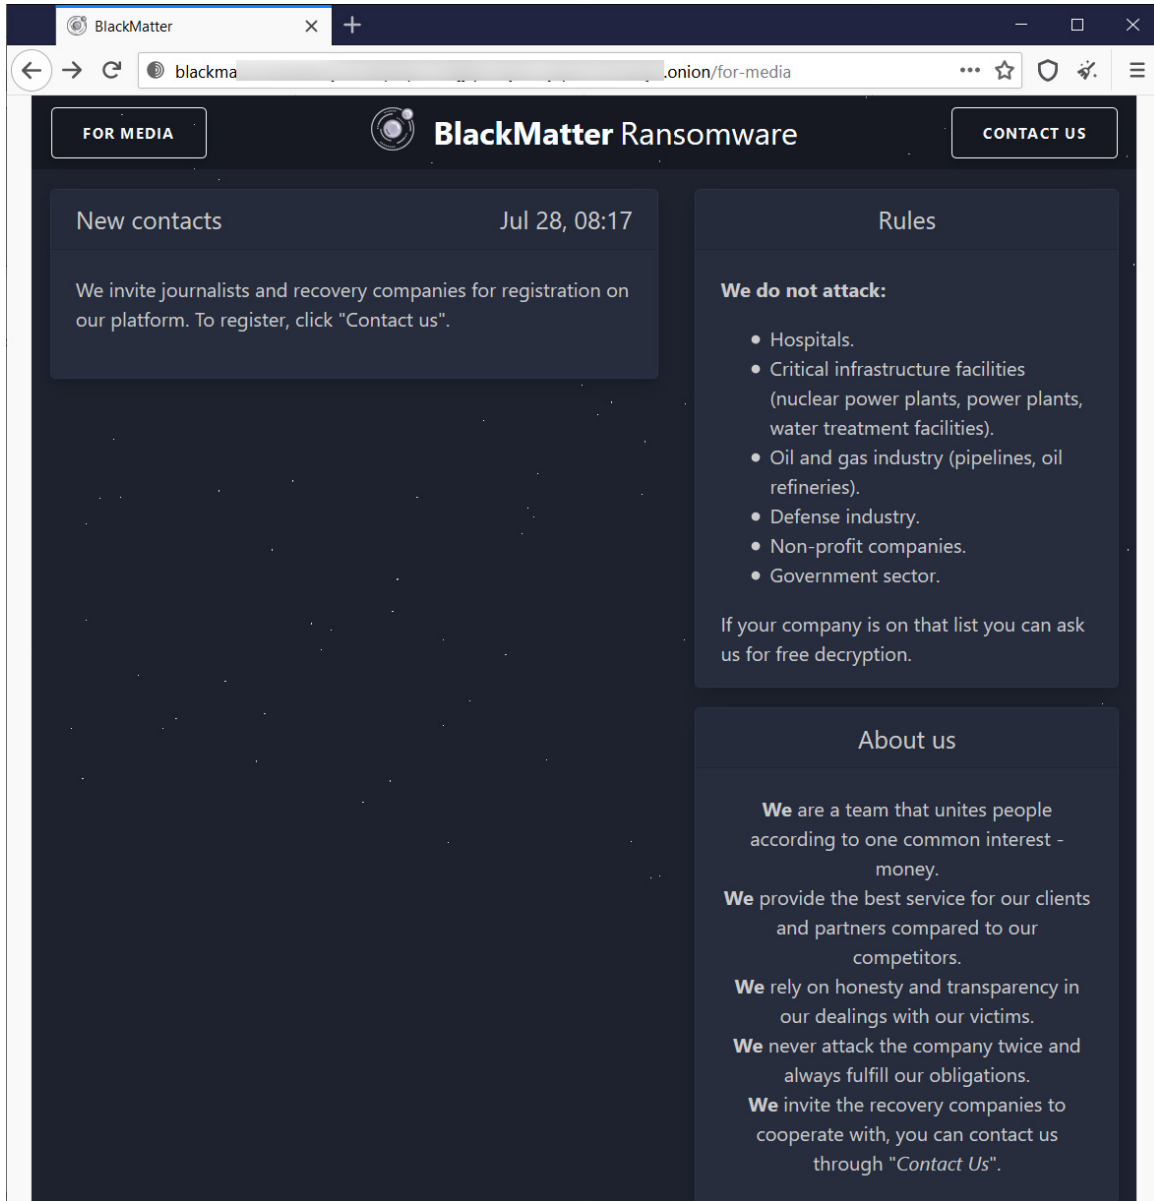 BlackMatter
blackma .onion/for-media
FOR MEDIA
BlackMatter Ransomware
CONTACT US
New contacts
Jul 28, 08:17
We invite journalists and recovery companies for registration on
our platform. To register, click "Contact us".
Rules
We do not attack:
• Hospitals.
• Critical infrastructure facilities
(nuclear power plants, power plants,
water treatment facilities).
• Oil and gas industry (pipelines, oil
refineries).
• Defense industry.
• Non-profit companies.
• Government sector.
If your company is on that list you can ask
us for free decryption.
About us
We are a team that unites people
according to one common interest -
money.
We provide the best service for our clients
and partners compared to our
competitors.
We rely on honesty and transparency in
our dealings with our victims.
We never attack the company twice and
always fulfill our obligations.
We invite the recovery companies to
cooperate with, you can contact us
through "Contact Us".